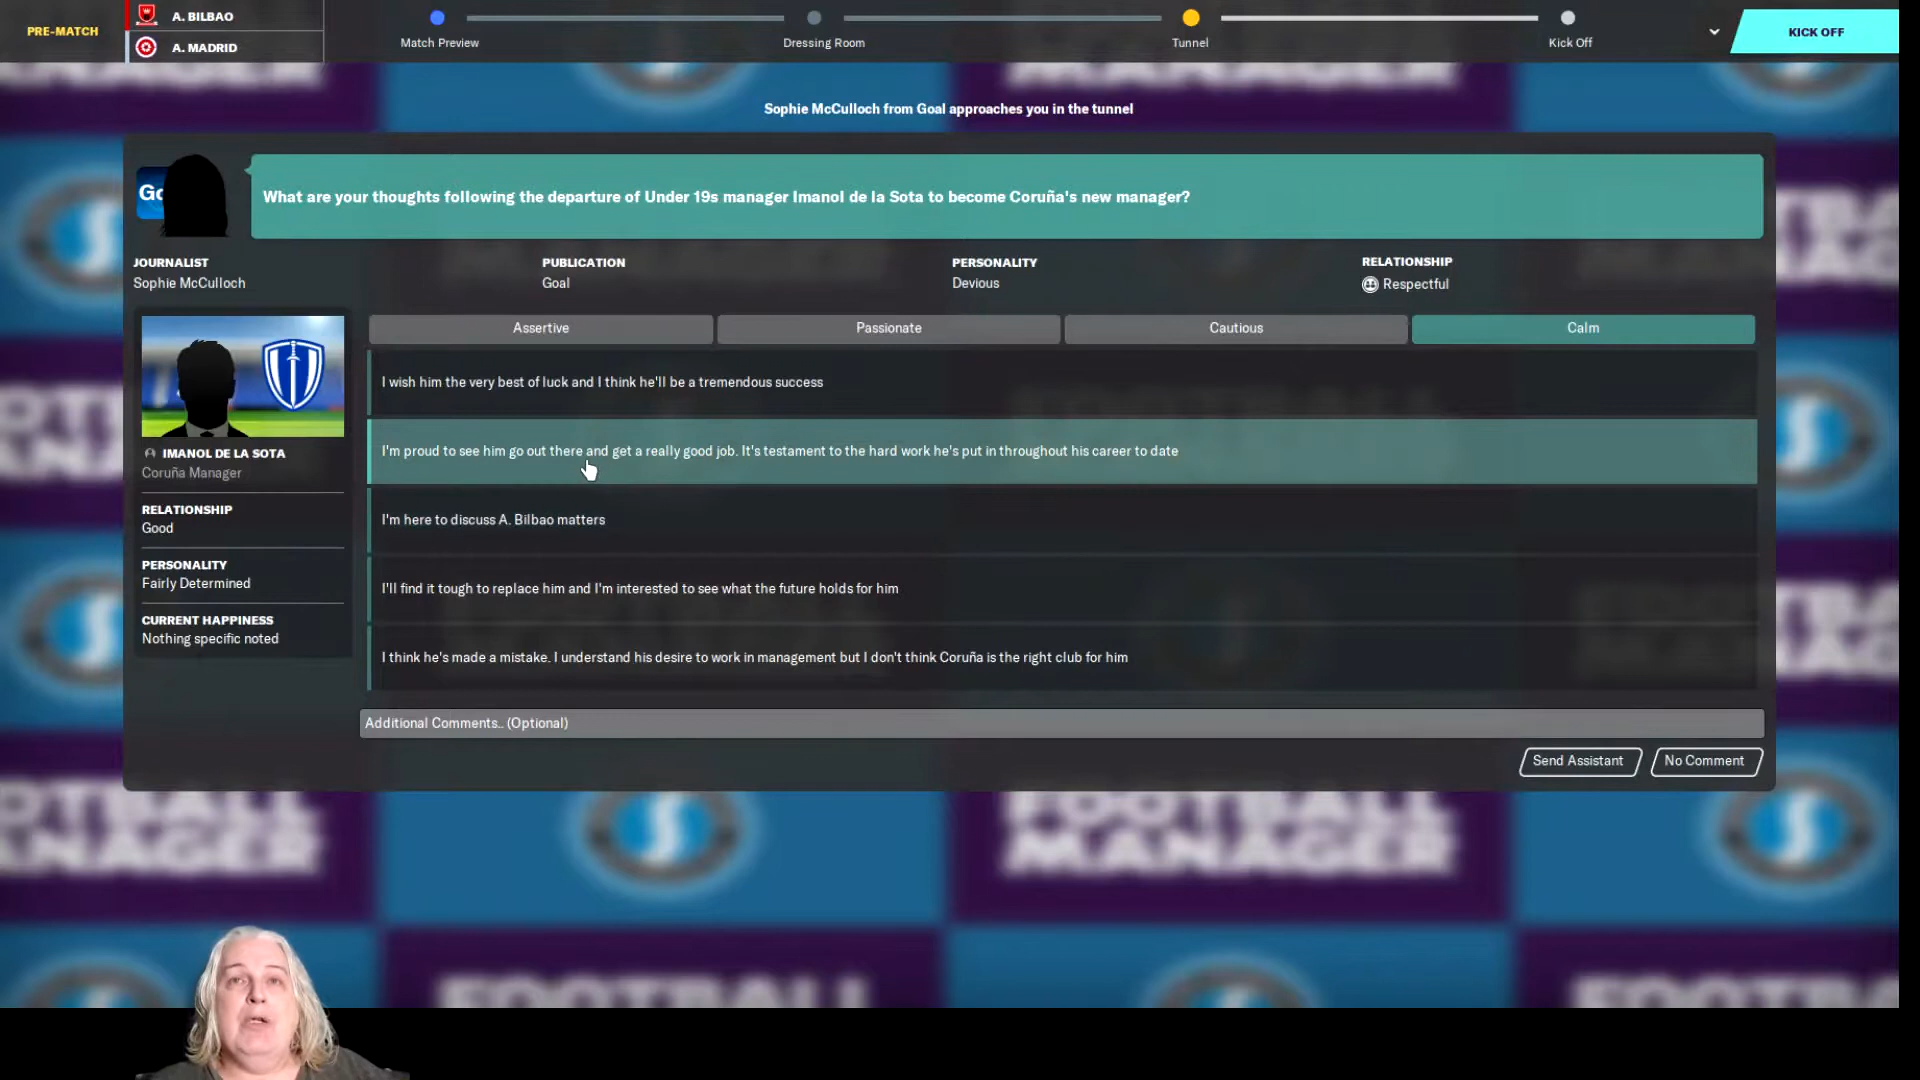 PRE-MATCH
A. BILBAO
A. MADRID
Match Preview
Dressing Room
Tunnel
Kick Off
KICK OFF
Sophie McCulloch from Goal approaches you in the tunnel
What are your thoughts following the departure of Under 19s manager Imanol de la Sota to become Coruña's new manager?
JOURNALIST
Sophie McCulloch
PUBLICATION
Goal
PERSONALITY
Devious
RELATIONSHIP
Respectful
Assertive
Passionate
Cautious
Calm
IMANOL DE LA SOTA
Coruña Manager
RELATIONSHIP
Good
PERSONALITY
Fairly Determined
CURRENT HAPPINESS
Nothing specific noted
I wish him the very best of luck and I think he'll be a tremendous success
I'm proud to see him go out there and get a really good job. It's testament to the hard work he's put in throughout his career to date
I'm here to discuss A. Bilbao matters
I'll find it tough to replace him and I'm interested to see what the future holds for him
I think he's made a mistake. I understand his desire to work in management but I don't think Coruña is the right club for him
Additional Comments.. (Optional)
Send Assistant
No Comment
FOOTBALL
MANAGER